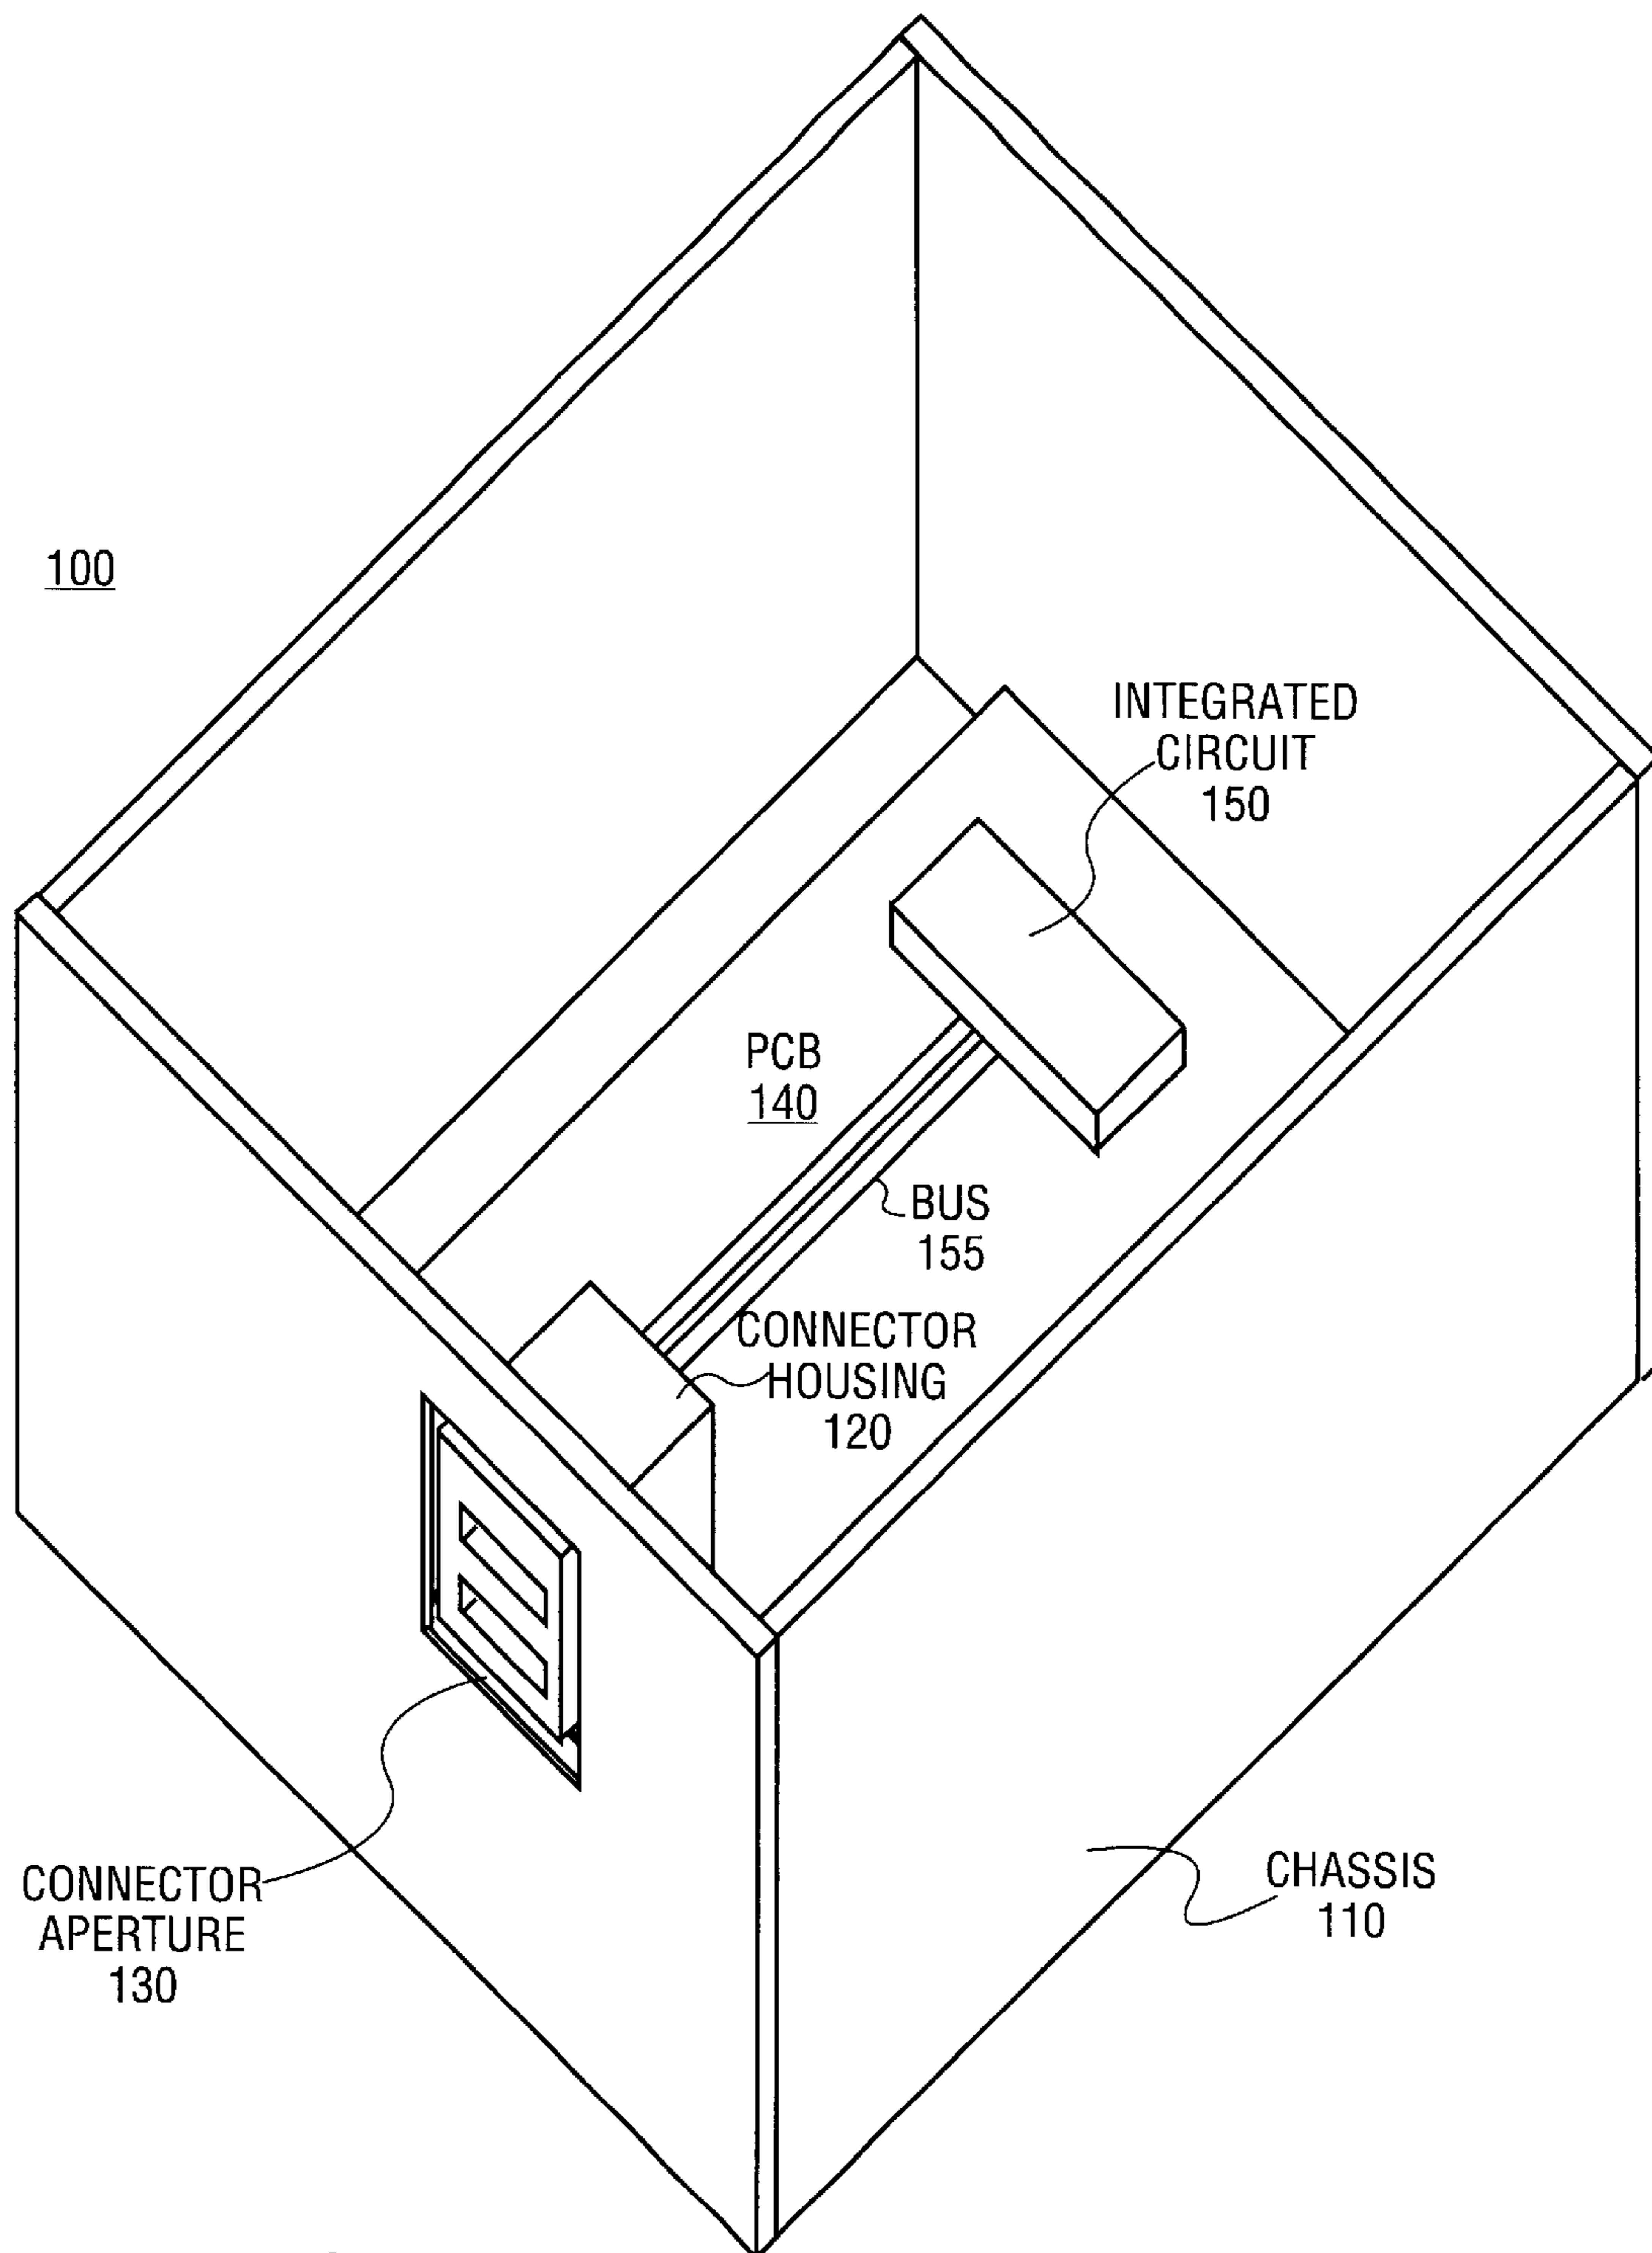 100
INTEGRATED
CIRCUIT
150
PCB
140
BUS
155
CONNECTOR
HOUSING
120
CONNECTOR
APERTURE
130
CHASSIS
110